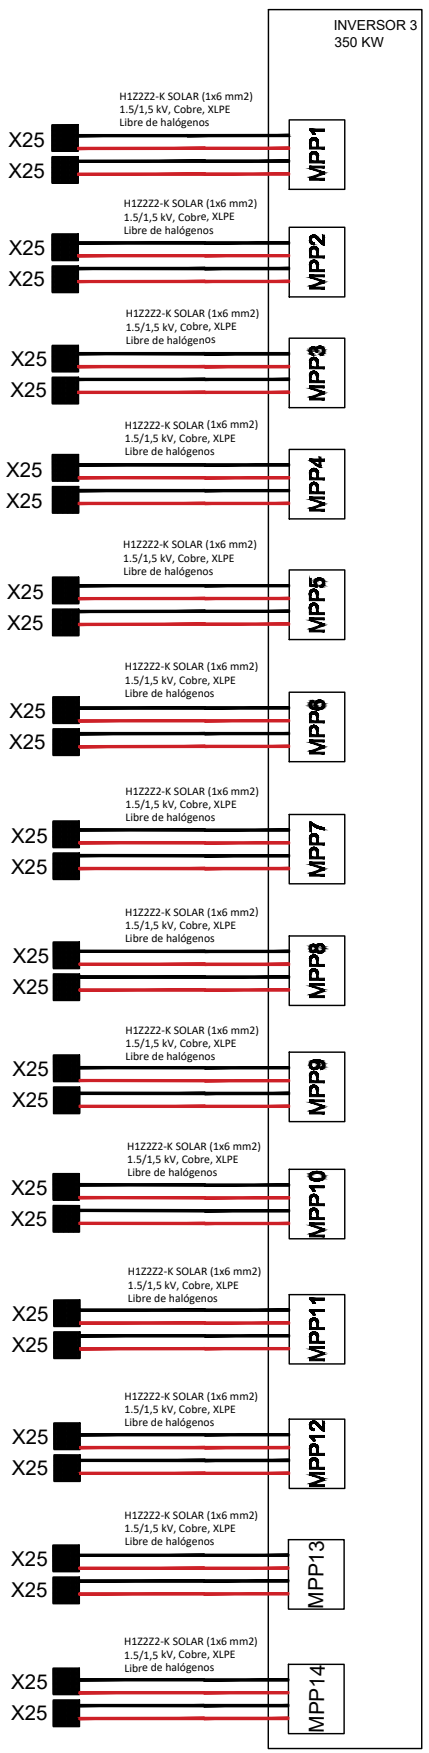 INVERSOR 3
350 KW
H1Z2Z2-K SOLAR (1x6 mm2)
1.5/1,5 kV, Cobre, XLPE
Libre de halógenos
X25
X25
MPP1
H1Z2Z2-K SOLAR (1x6 mm2)
1.5/1,5 kV, Cobre, XLPE
Libre de halógenos
X25
X25
MPP2
H1Z2Z2-K SOLAR (1x6 mm2)
1.5/1,5 kV, Cobre, XLPE
Libre de halógenos
X25
X25
MPP3
H1Z2Z2-K SOLAR (1x6 mm2)
1.5/1,5 kV, Cobre, XLPE
Libre de halógenos
X25
X25
MPP4
H1Z2Z2-K SOLAR (1x6 mm2)
1.5/1,5 kV, Cobre, XLPE
Libre de halógenos
X25
X25
MPP5
H1Z2Z2-K SOLAR (1x6 mm2)
1.5/1,5 kV, Cobre, XLPE
Libre de halógenos
X25
X25
MPP6
H1Z2Z2-K SOLAR (1x6 mm2)
1.5/1,5 kV, Cobre, XLPE
Libre de halógenos
X25
X25
MPP7
H1Z2Z2-K SOLAR (1x6 mm2)
1.5/1,5 kV, Cobre, XLPE
Libre de halógenos
X25
X25
MPP8
H1Z2Z2-K SOLAR (1x6 mm2)
1.5/1,5 kV, Cobre, XLPE
Libre de halógenos
X25
X25
MPP9
H1Z2Z2-K SOLAR (1x6 mm2)
1.5/1,5 kV, Cobre, XLPE
Libre de halógenos
X25
X25
MPP10
H1Z2Z2-K SOLAR (1x6 mm2)
1.5/1,5 kV, Cobre, XLPE
Libre de halógenos
X25
X25
MPP11
H1Z2Z2-K SOLAR (1x6 mm2)
1.5/1,5 kV, Cobre, XLPE
Libre de halógenos
X25
X25
MPP12
H1Z2Z2-K SOLAR (1x6 mm2)
1.5/1,5 kV, Cobre, XLPE
Libre de halógenos
X25
X25
MPP13
H1Z2Z2-K SOLAR (1x6 mm2)
1.5/1,5 kV, Cobre, XLPE
Libre de halógenos
X25
X25
MPP14